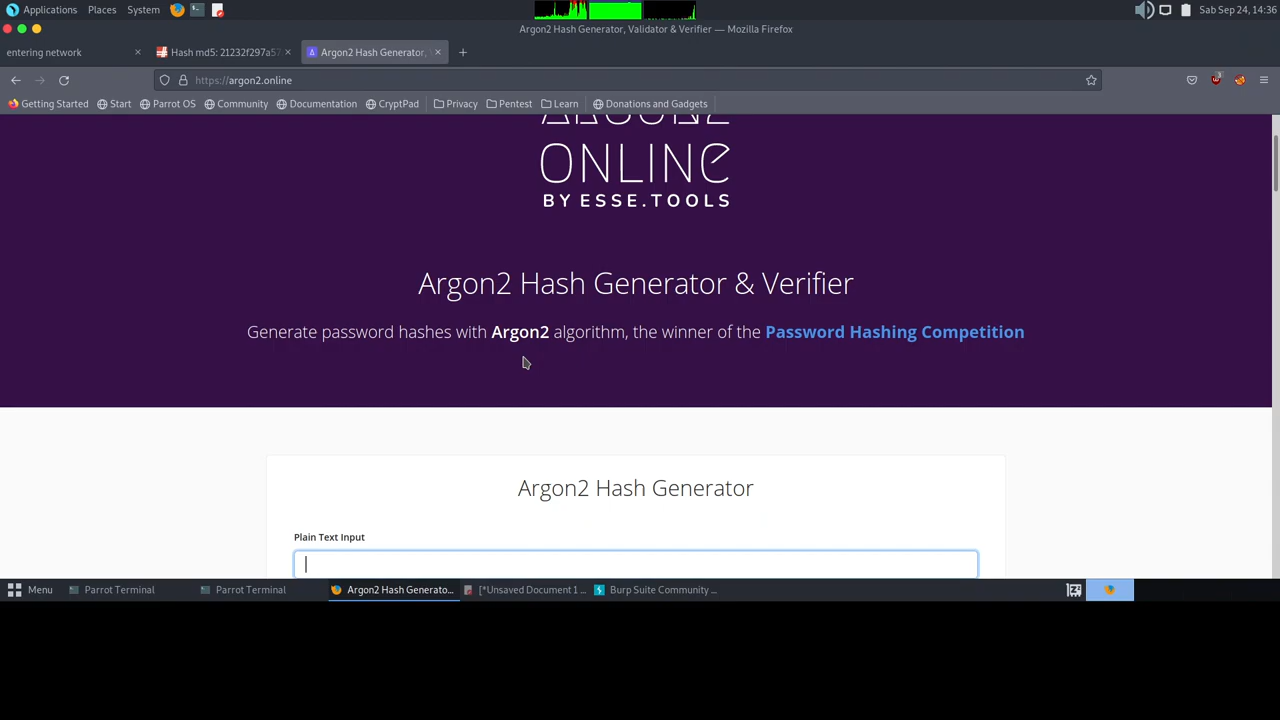 Applications Places System Sab Sep 24, 14:36
Argon2 Hash Generator, Validator & Verifier — Mozilla Firefox
entering network × Hash md5: 21232f297a57 × Argon2 Hash Generator, × +
https://argon2.online
Getting Started Start Parrot OS Community Documentation CryptPad Privacy Pentest Learn Donations and Gadgets
ARGON2
ONLINE
BY ESSE.TOOLS
Argon2 Hash Generator & Verifier
Generate password hashes with Argon2 algorithm, the winner of the Password Hashing Competition
Argon2 Hash Generator
Plain Text Input
Menu Parrot Terminal Parrot Terminal Argon2 Hash Generato... [*Unsaved Document 1 ... Burp Suite Community ...